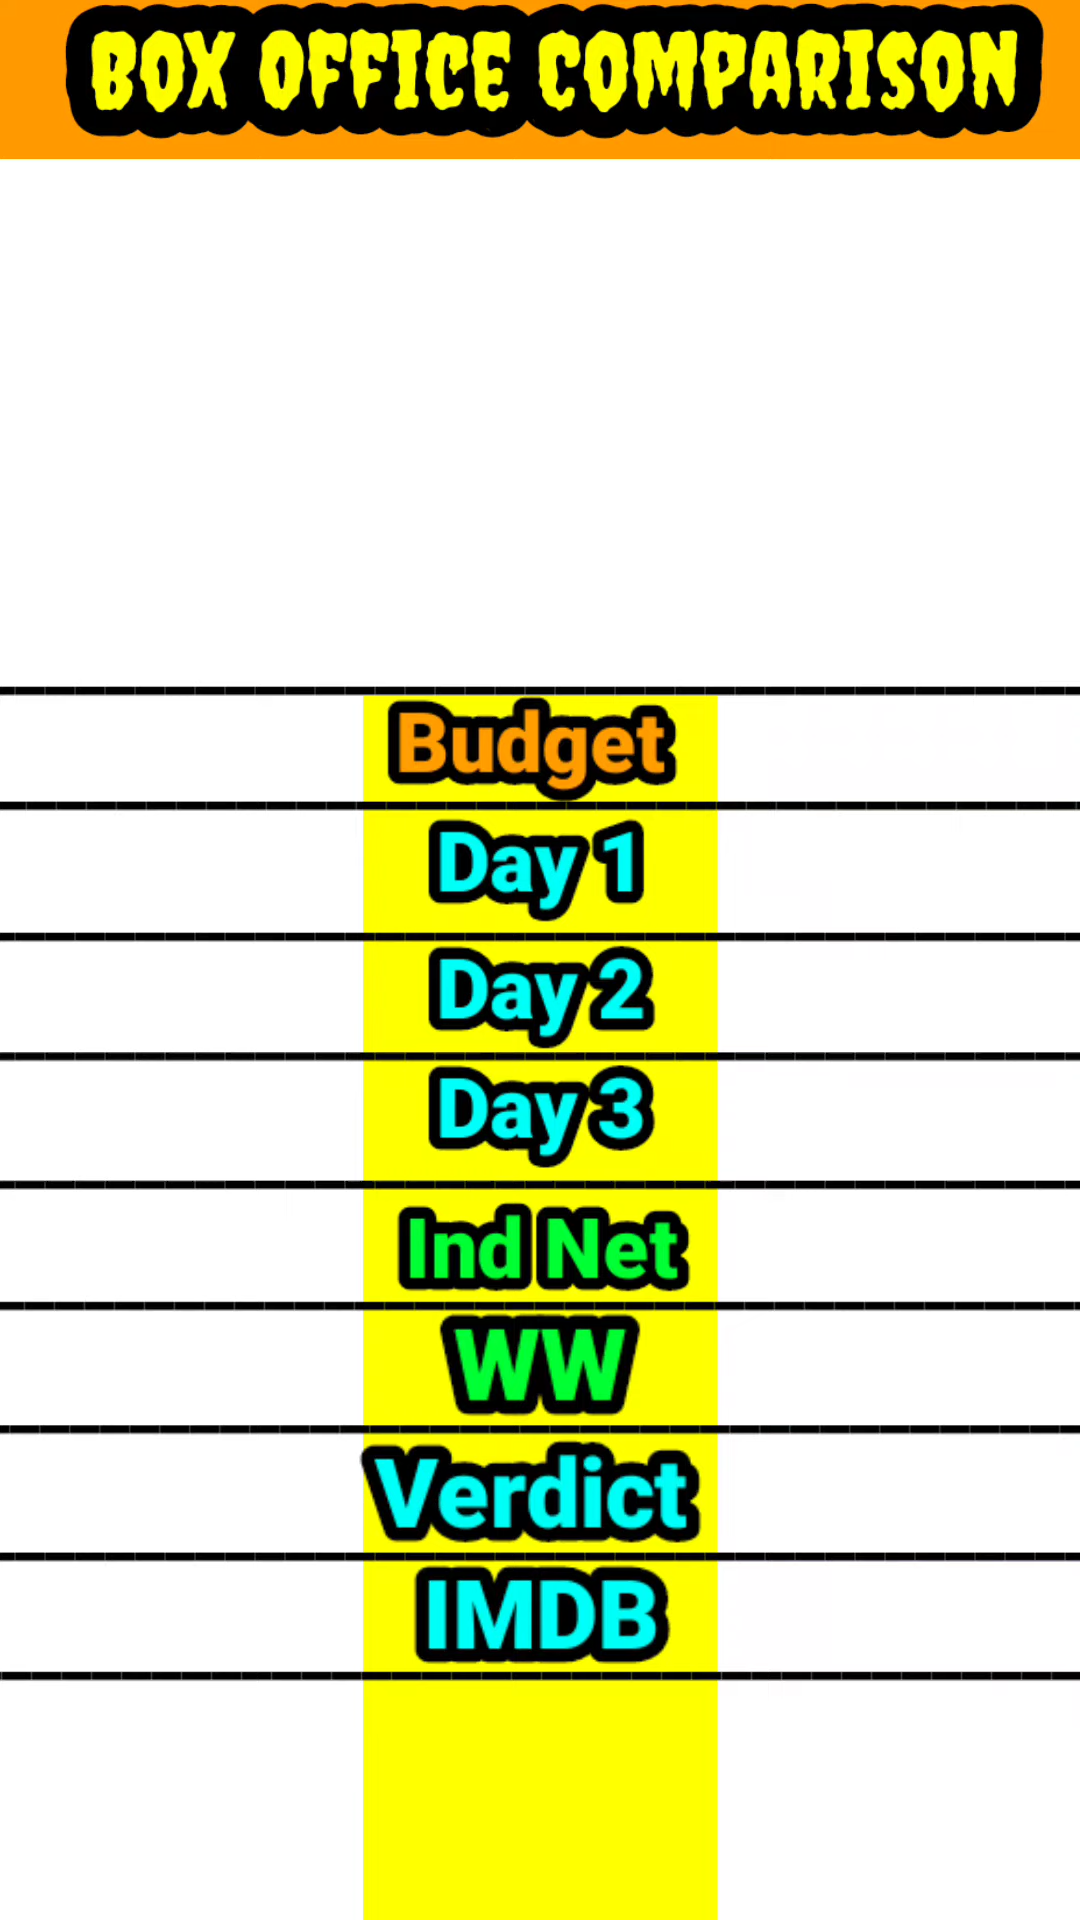 BOX OFFICE COMPARISON
Budget
Day 1
Day 2
Day 3
Ind Net
WW
Verdict
IMDB